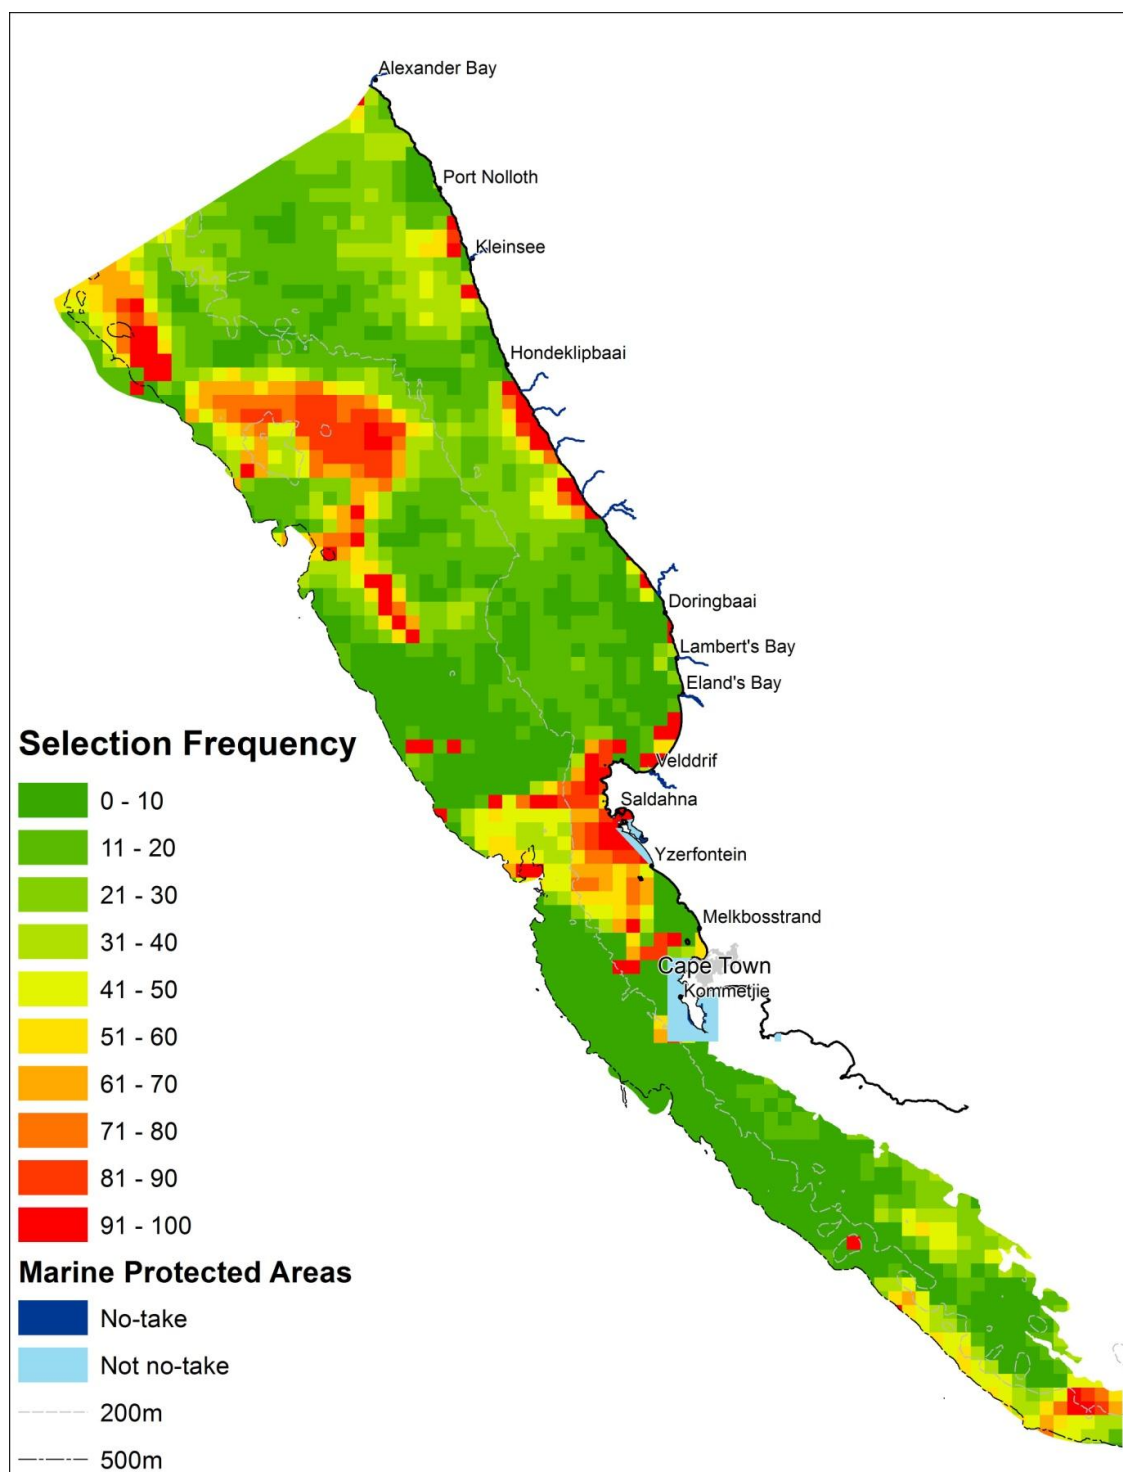 Alexander Bay
Port Nolloth
Kleinsee
Hondeklipbaai
Doringbaai
Lambert's Bay
Eland's Bay
Velddrif
Saldahna
Yzerfontein
Melkbosstrand
Cape Town
Kommetjie
Selection Frequency
0 - 10
11 - 20
21 - 30
31 - 40
41 - 50
51 - 60
61 - 70
71 - 80
81 - 90
91 - 100
Marine Protected Areas
No-take
Not no-take
200m
500m